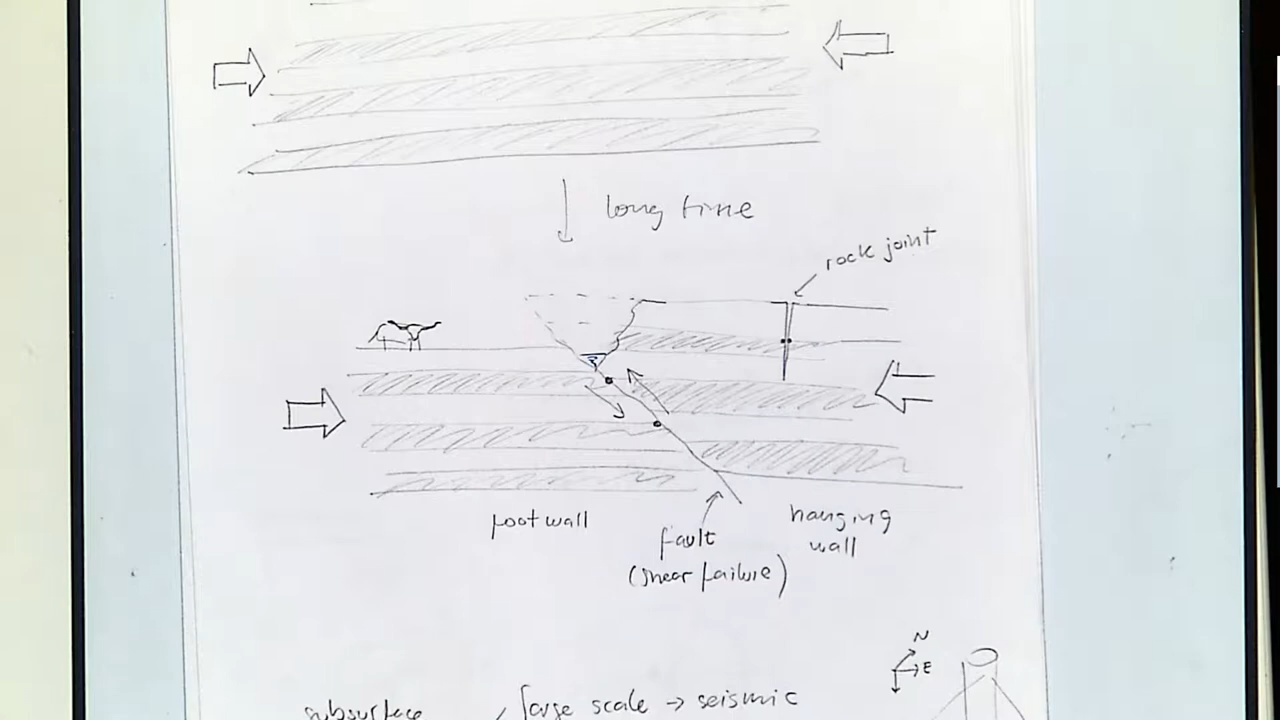 long time
rock joint
foot wall
fault
(shear failure)
hanging
wall
N
E
subsurface
large scale → seismic